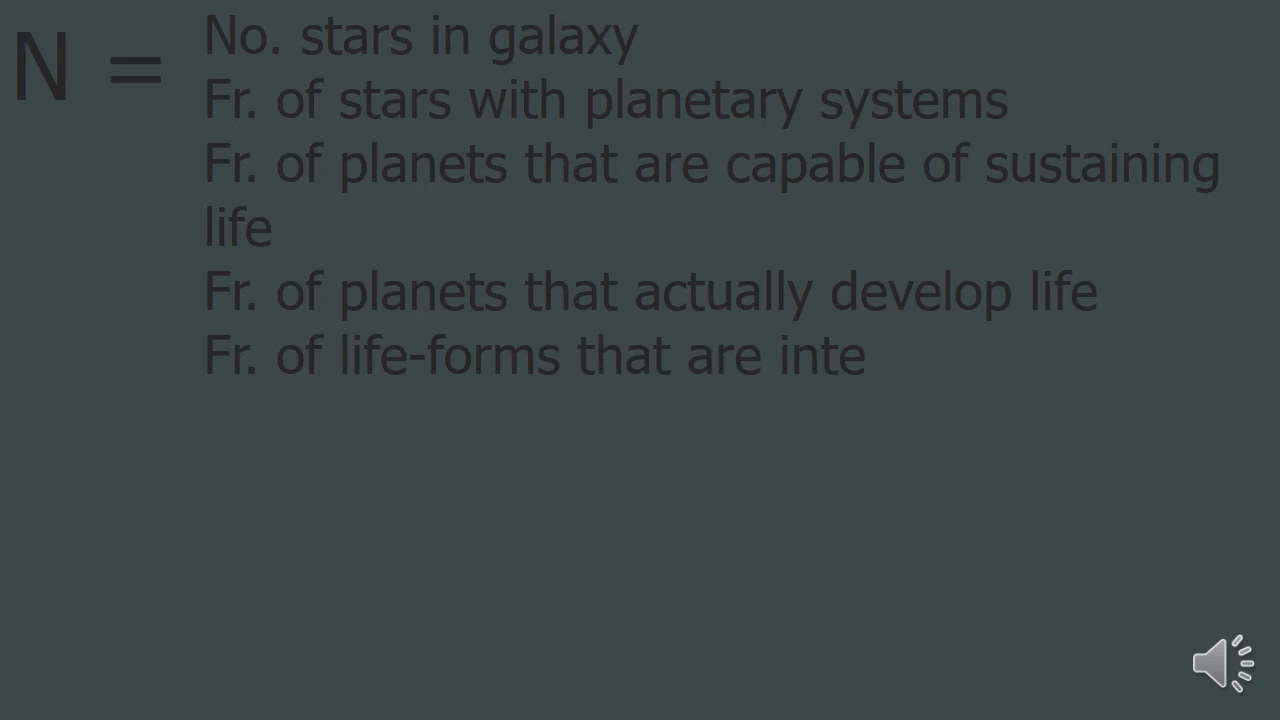 N =
No. stars in galaxy
Fr. of stars with planetary systems
Fr. of planets that are capable of sustaining
life
Fr. of planets that actually develop life
Fr. of life-forms that are inte